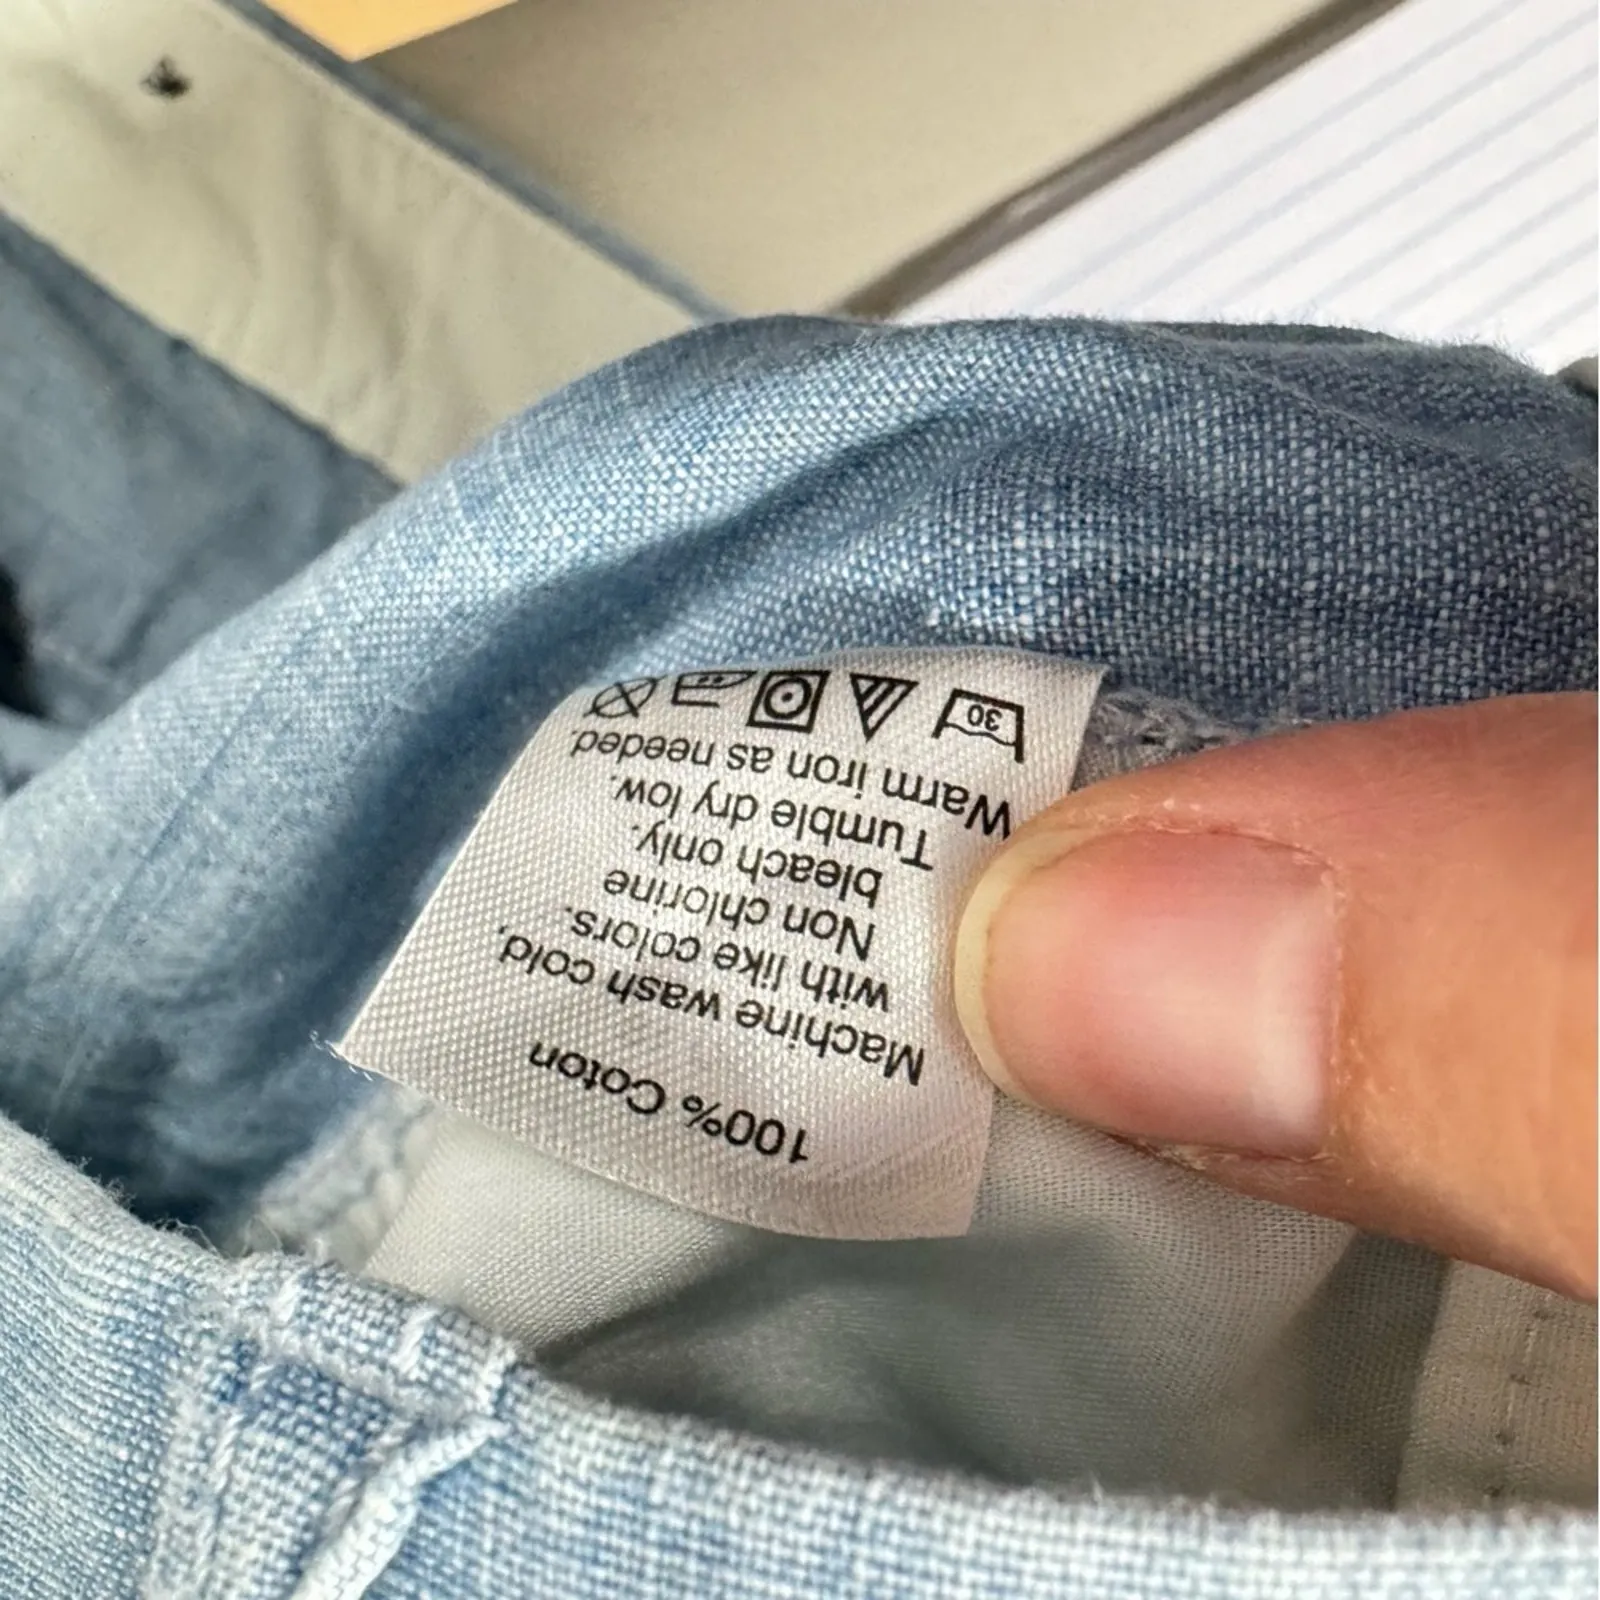 100% Coton
Machine wash cold,
with like colors.
Non chlorine
bleach only.
Tumble dry low.
Warm iron as needed.
30